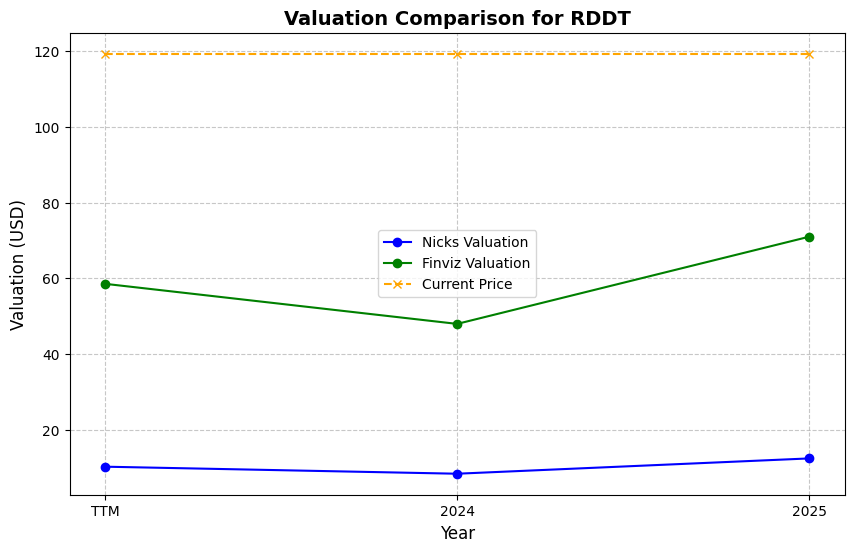 Valuation Comparison for RDDT
120
100
80
60
40
20
Valuation (USD)
Nicks Valuation
Finviz Valuation
Current Price
TTM
2024
2025
Year